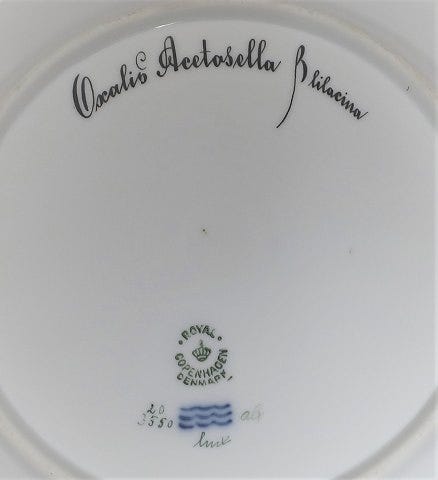 Oxalis Acetosella β lilacina
ROYAL
COPENHAGEN
DENMARK
20
3550